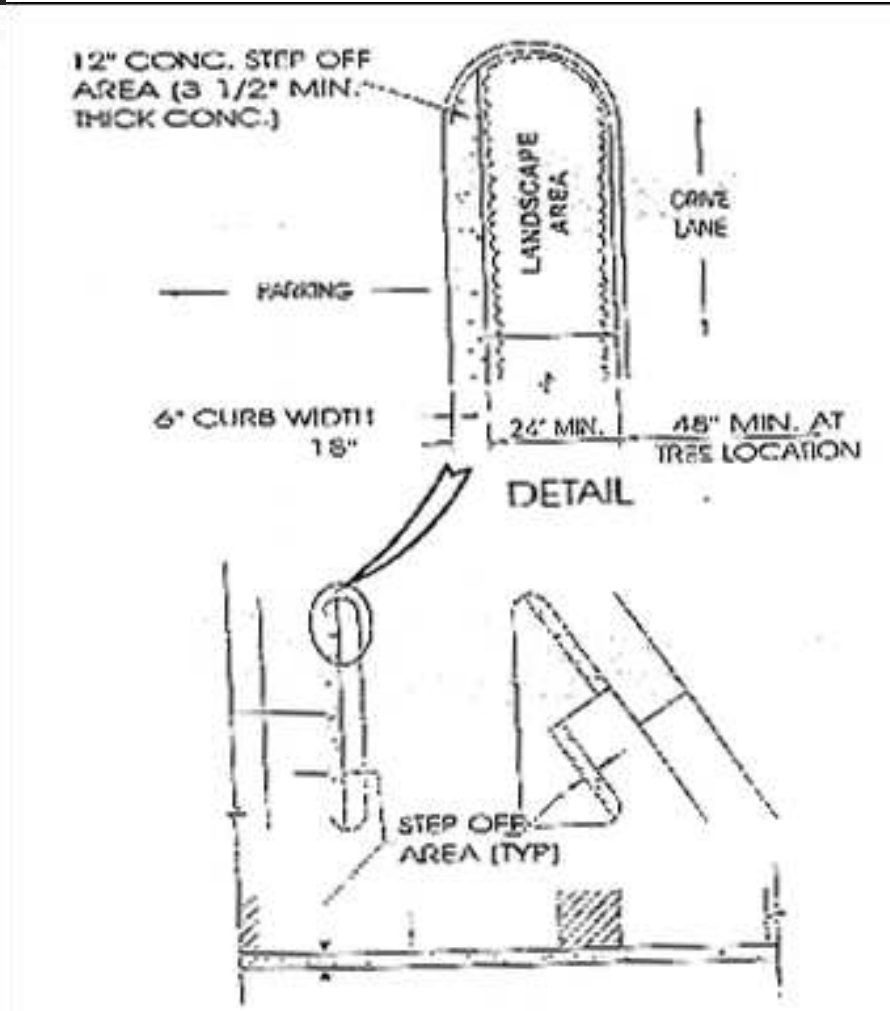 12" CONC. STEP OFF
AREA (3 1/2" MIN.
THICK CONC.)
LANDSCAPE
AREA
DRIVE
LANE
PARKING
6" CURB WIDTH
18"
24" MIN.
48" MIN. AT
TREE LOCATION
DETAIL
STEP OFF
AREA (TYP)